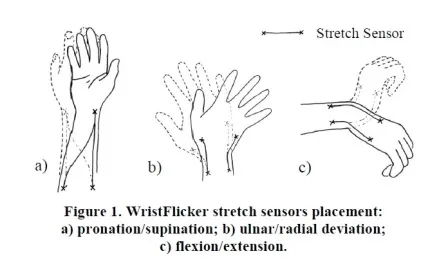 Stretch Sensor
a)
b)
c)
Figure 1. WristFlicker stretch sensors placement:
a) pronation/supination; b) ulnar/radial deviation;
c) flexion/extension.